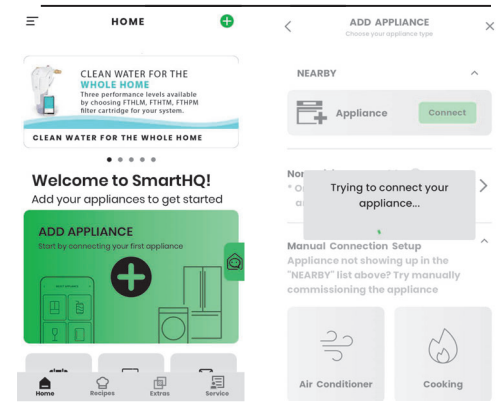 HOME
CLEAN WATER FOR THE
WHOLE HOME
Three performance levels available
by choosing FTHLM, FTHTM, FTHPM
filter cartridge for your system.
CLEAN WATER FOR THE WHOLE HOME
Welcome to SmartHQ!
Add your appliances to get started
ADD APPLIANCE
Start by connecting your first appliance
Home
Recipes
Extras
Service
ADD APPLIANCE
Choose your appliance type
NEARBY
Appliance
Connect
Trying to connect your
appliance...
Manual Connection Setup
Appliance not showing up in the
"NEARBY" list above? Try manually
commissioning the appliance
Air Conditioner
Cooking